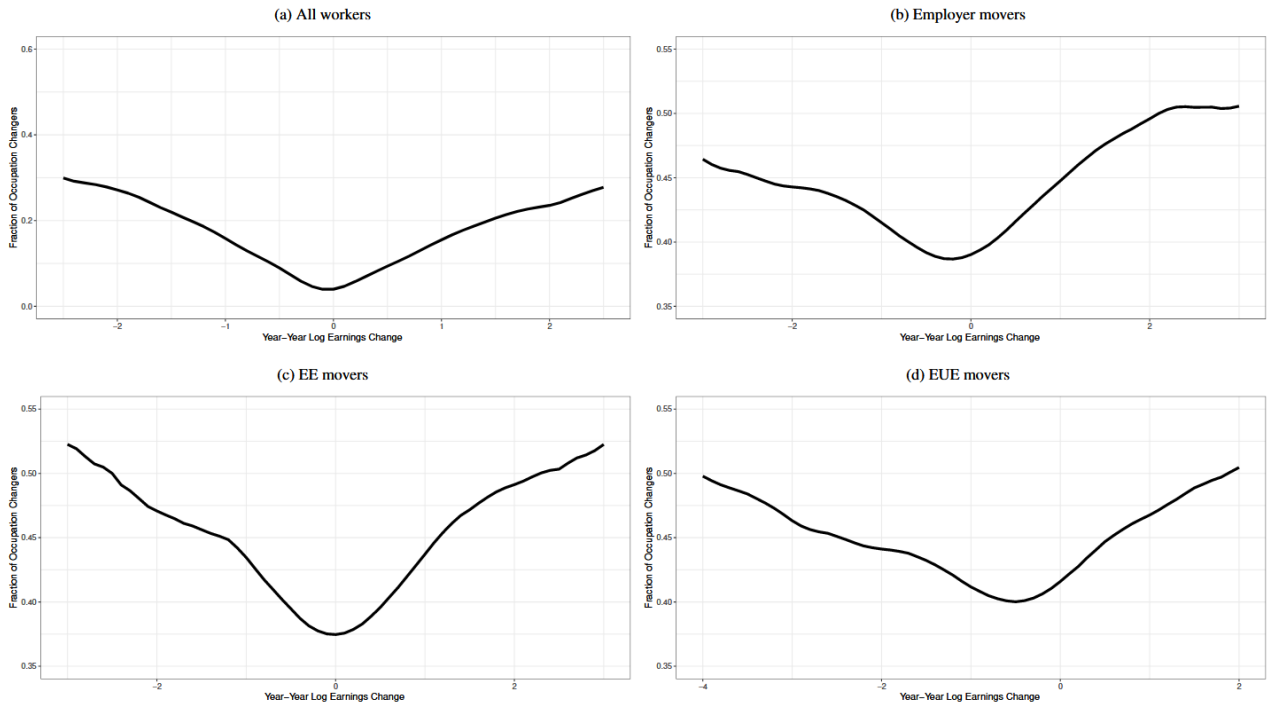 (a) All workers
0.6
0.4
0.2
0.0
Fraction of Occupation Changers
−2
−1
0
1
2
Year−Year Log Earnings Change
(b) Employer movers
0.55
0.50
0.45
0.40
0.35
Fraction of Occupation Changers
−2
0
2
Year−Year Log Earnings Change
(c) EE movers
0.55
0.50
0.45
0.40
0.35
Fraction of Occupation Changers
−2
0
2
Year−Year Log Earnings Change
(d) EUE movers
0.55
0.50
0.45
0.40
0.35
Fraction of Occupation Changers
−4
−2
0
2
Year−Year Log Earnings Change